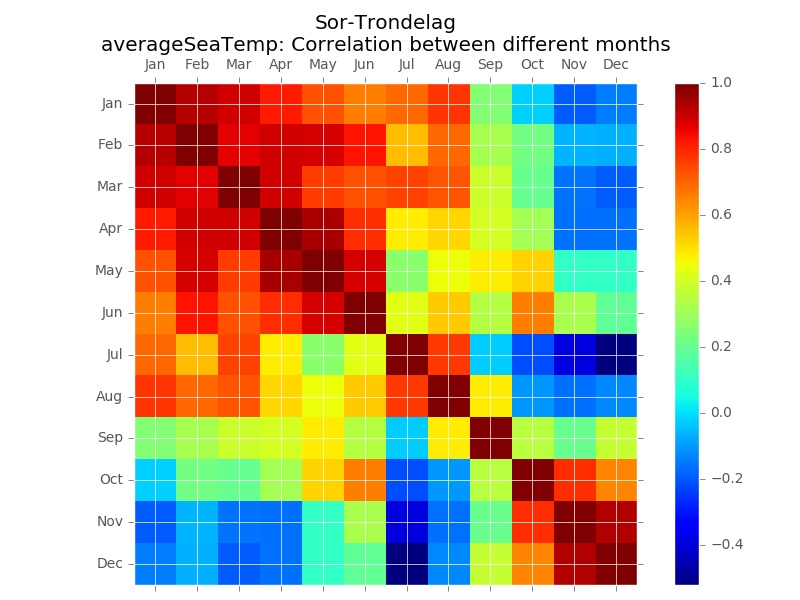 Sor-Trondelag
averageSeaTemp: Correlation between different months
Jan Feb Mar Apr May Jun Jul Aug Sep Oct Nov Dec
Jan
Feb
Mar
Apr
May
Jun
Jul
Aug
Sep
Oct
Nov
Dec
1.0
0.8
0.6
0.4
0.2
0.0
−0.2
−0.4